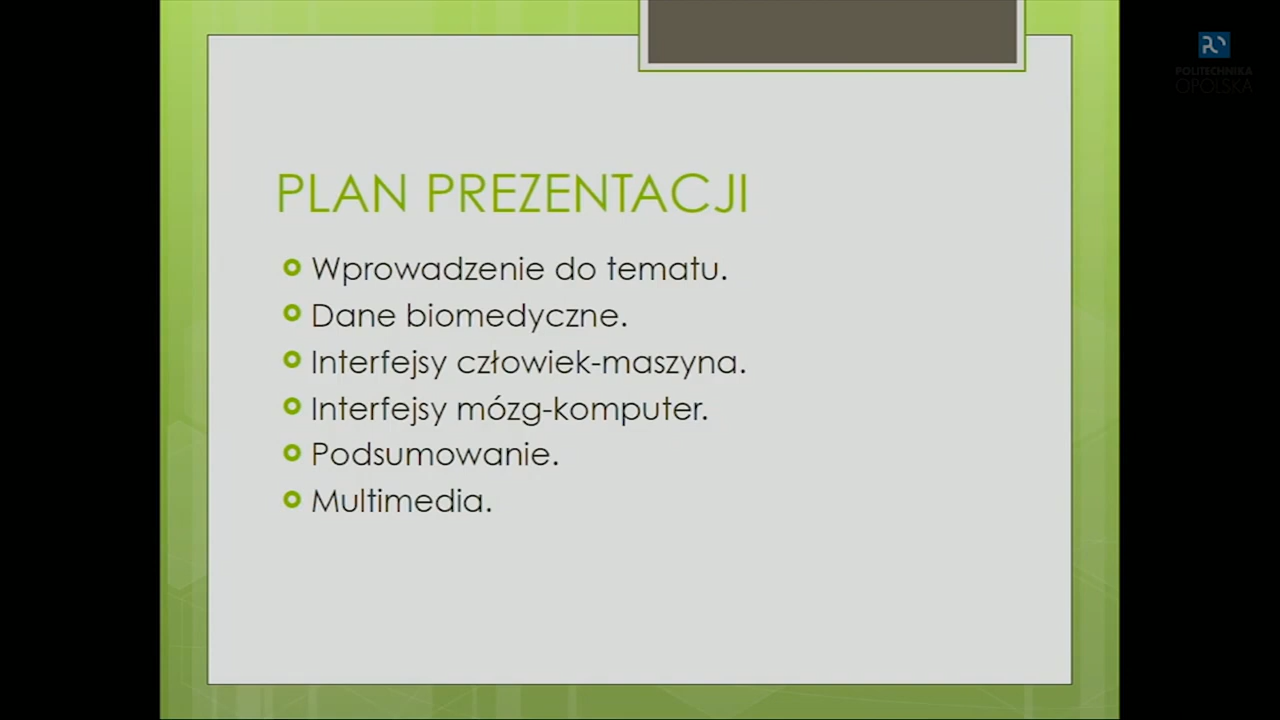 PLAN PREZENTACJI
Wprowadzenie do tematu.
Dane biomedyczne.
Interfejsy człowiek-maszyna.
Interfejsy mózg-komputer.
Podsumowanie.
Multimedia.
POLITECHNIKA
OPOLSKA